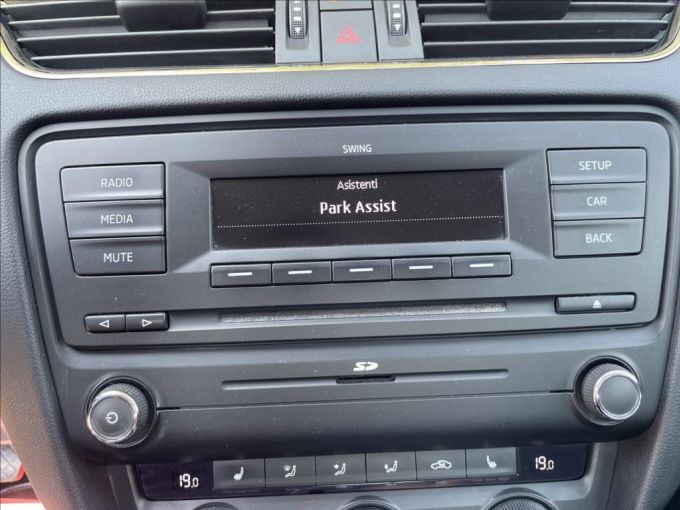 SWING
RADIO
MEDIA
MUTE
Asistenti
Park Assist
SETUP
CAR
BACK
SD
19.0
19.0